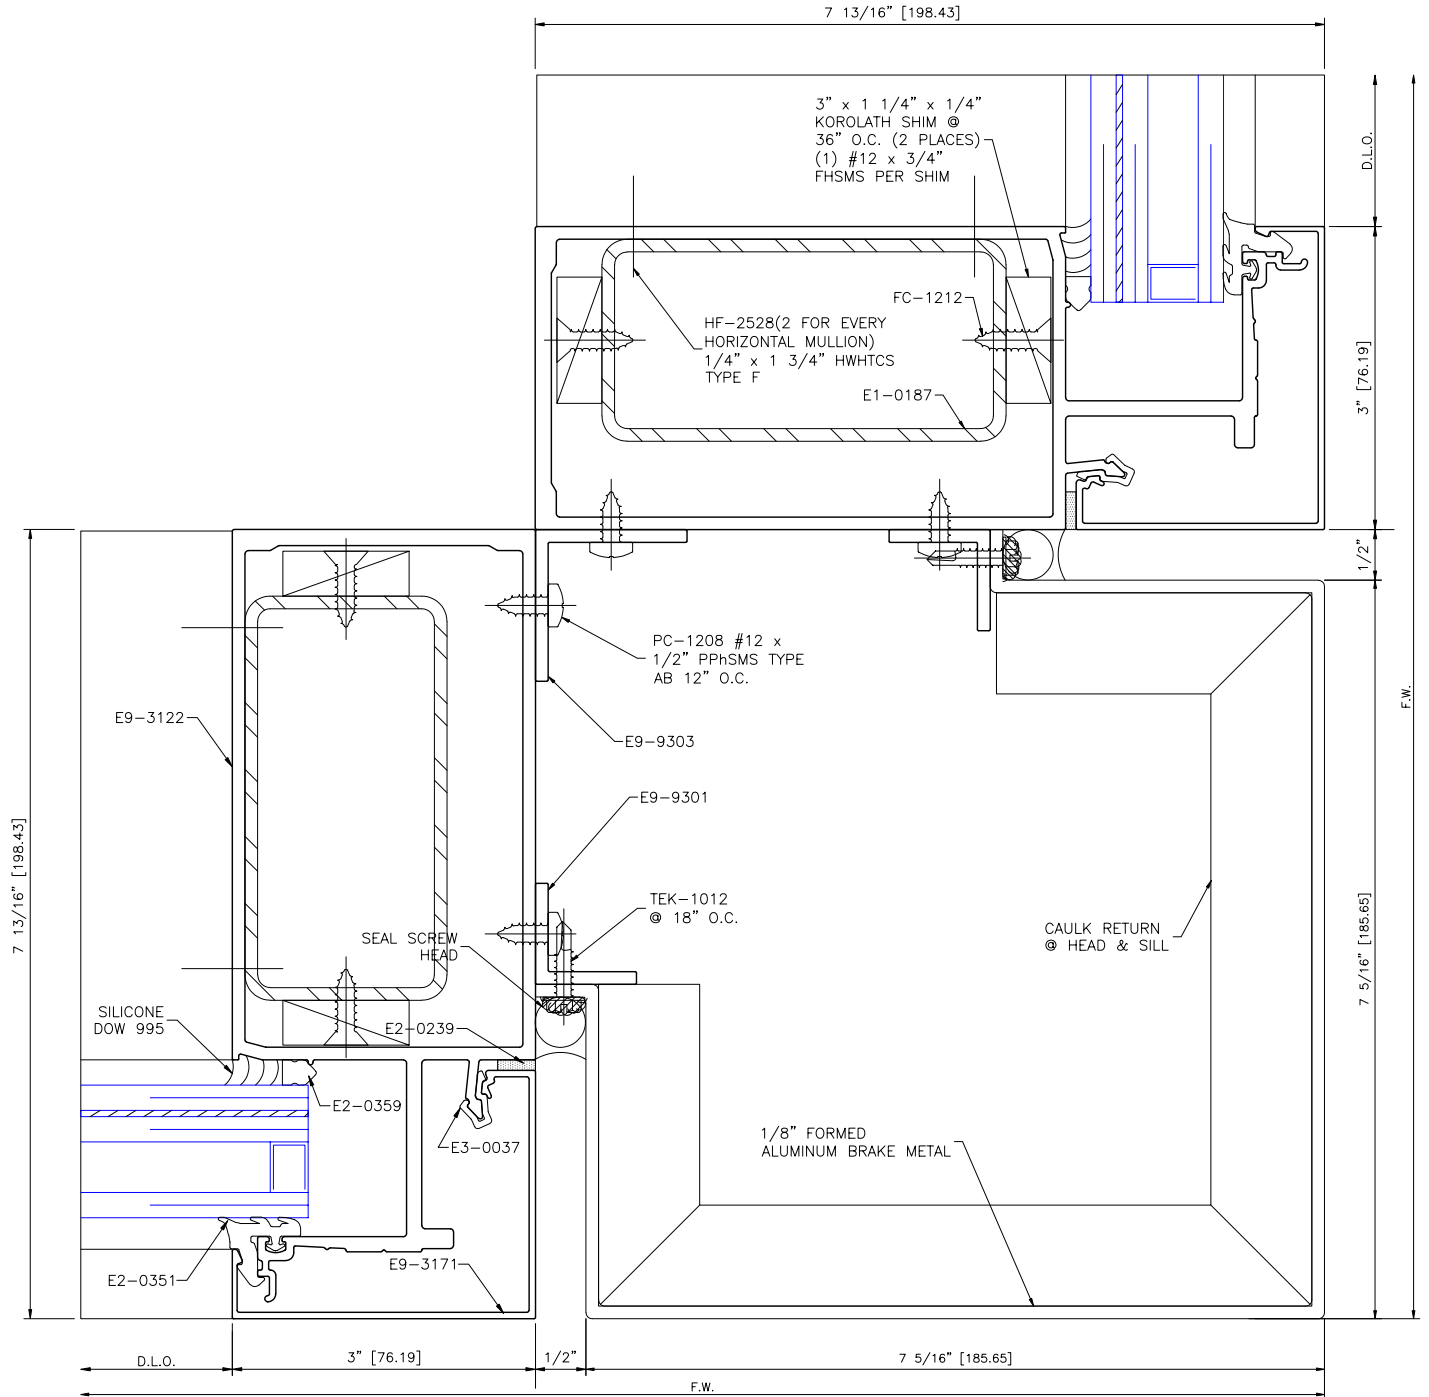 7 13/16” [198.43]
3” x 1 1/4” x 1/4”
KOROLATH SHIM @
36” O.C. (2 PLACES)
(1) #12 x 3/4”
FHSMS PER SHIM
D.L.O.
FC-1212
HF-2528(2 FOR EVERY
HORIZONTAL MULLION)
1/4” x 1 3/4” HWHTCS
TYPE F
E1-0187
3” [76.19]
1/2”
PC-1208 #12 x
1/2” PPhSMS TYPE
AB 12” O.C.
F.W.
E9-3122
E9-9303
E9-9301
7 13/16” [198.43]
TEK-1012
@ 18” O.C.
SEAL SCREW
HEAD
CAULK RETURN
@ HEAD & SILL
7 5/16” [185.65]
SILICONE
DOW 995
E2-0239
E2-0359
E3-0037
1/8” FORMED
ALUMINUM BRAKE METAL
E2-0351
E9-3171
D.L.O.
3” [76.19]
1/2”
7 5/16” [185.65]
F.W.